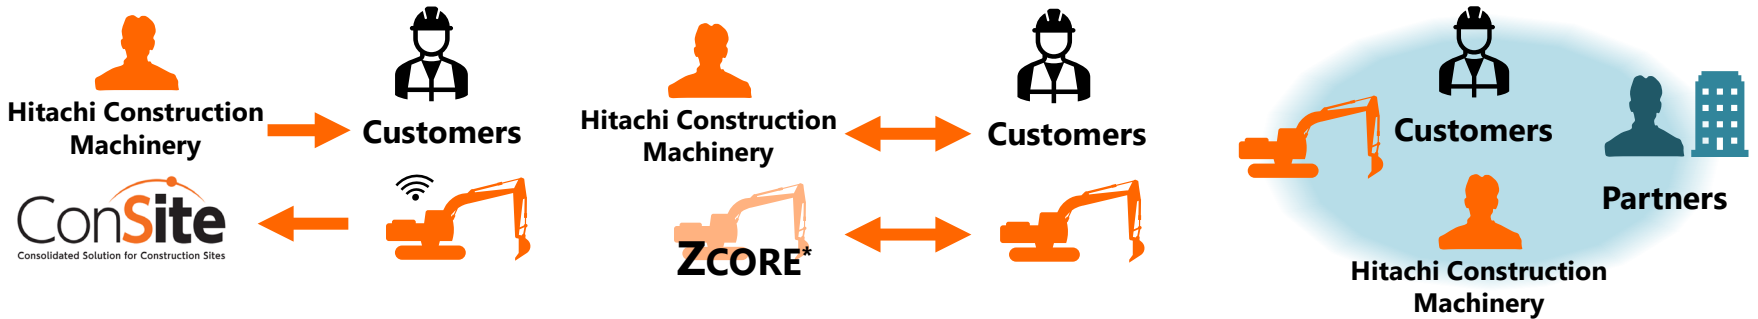 Hitachi Construction
Machinery
Customers
ConSite
Consolidated Solution for Construction Sites
Hitachi Construction
Machinery
Customers
ZCORE*
Customers
Partners
Hitachi Construction
Machinery